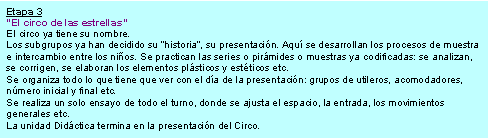 Etapa 3
"El circo de las estrellas"
El circo ya tiene su nombre.
Los subgrupos ya han decidido su "historia", su presentación. Aquí se desarrollan los procesos de muestra
e intercambio entre los niños. Se practican las series o pirámides o muestras ya codificadas: se analizan,
se corrigen, se elaboran los elementos plásticos y estéticos etc.
Se organiza todo lo que tiene que ver con el día de la presentación: grupos de utileros, acomodadores,
número inicial y final etc.
Se realiza un solo ensayo de todo el turno, donde se ajusta el espacio, la entrada, los movimientos
generales etc.
La unidad Didáctica termina en la presentación del Circo.